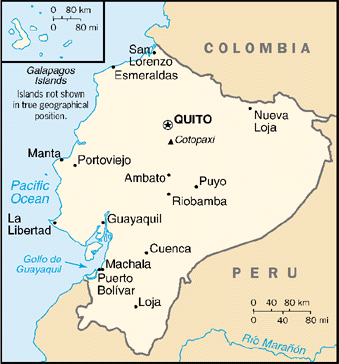 0 80 km
0 80 mi
Galapagos
Islands
Islands not shown
in true geographical
position.
San
Lorenzo
Esmeraldas
COLOMBIA
QUITO
Cotopaxi
Nueva
Loja
Manta
Portoviejo
Pacific
Ocean
Ambato
Puyo
Riobamba
La
Libertad
Guayaquil
Golfo de
Guayaquil
Cuenca
Machala
Puerto
Bolívar
Loja
PERU
0 40 80 km
0 40 80 mi
Río Marañón